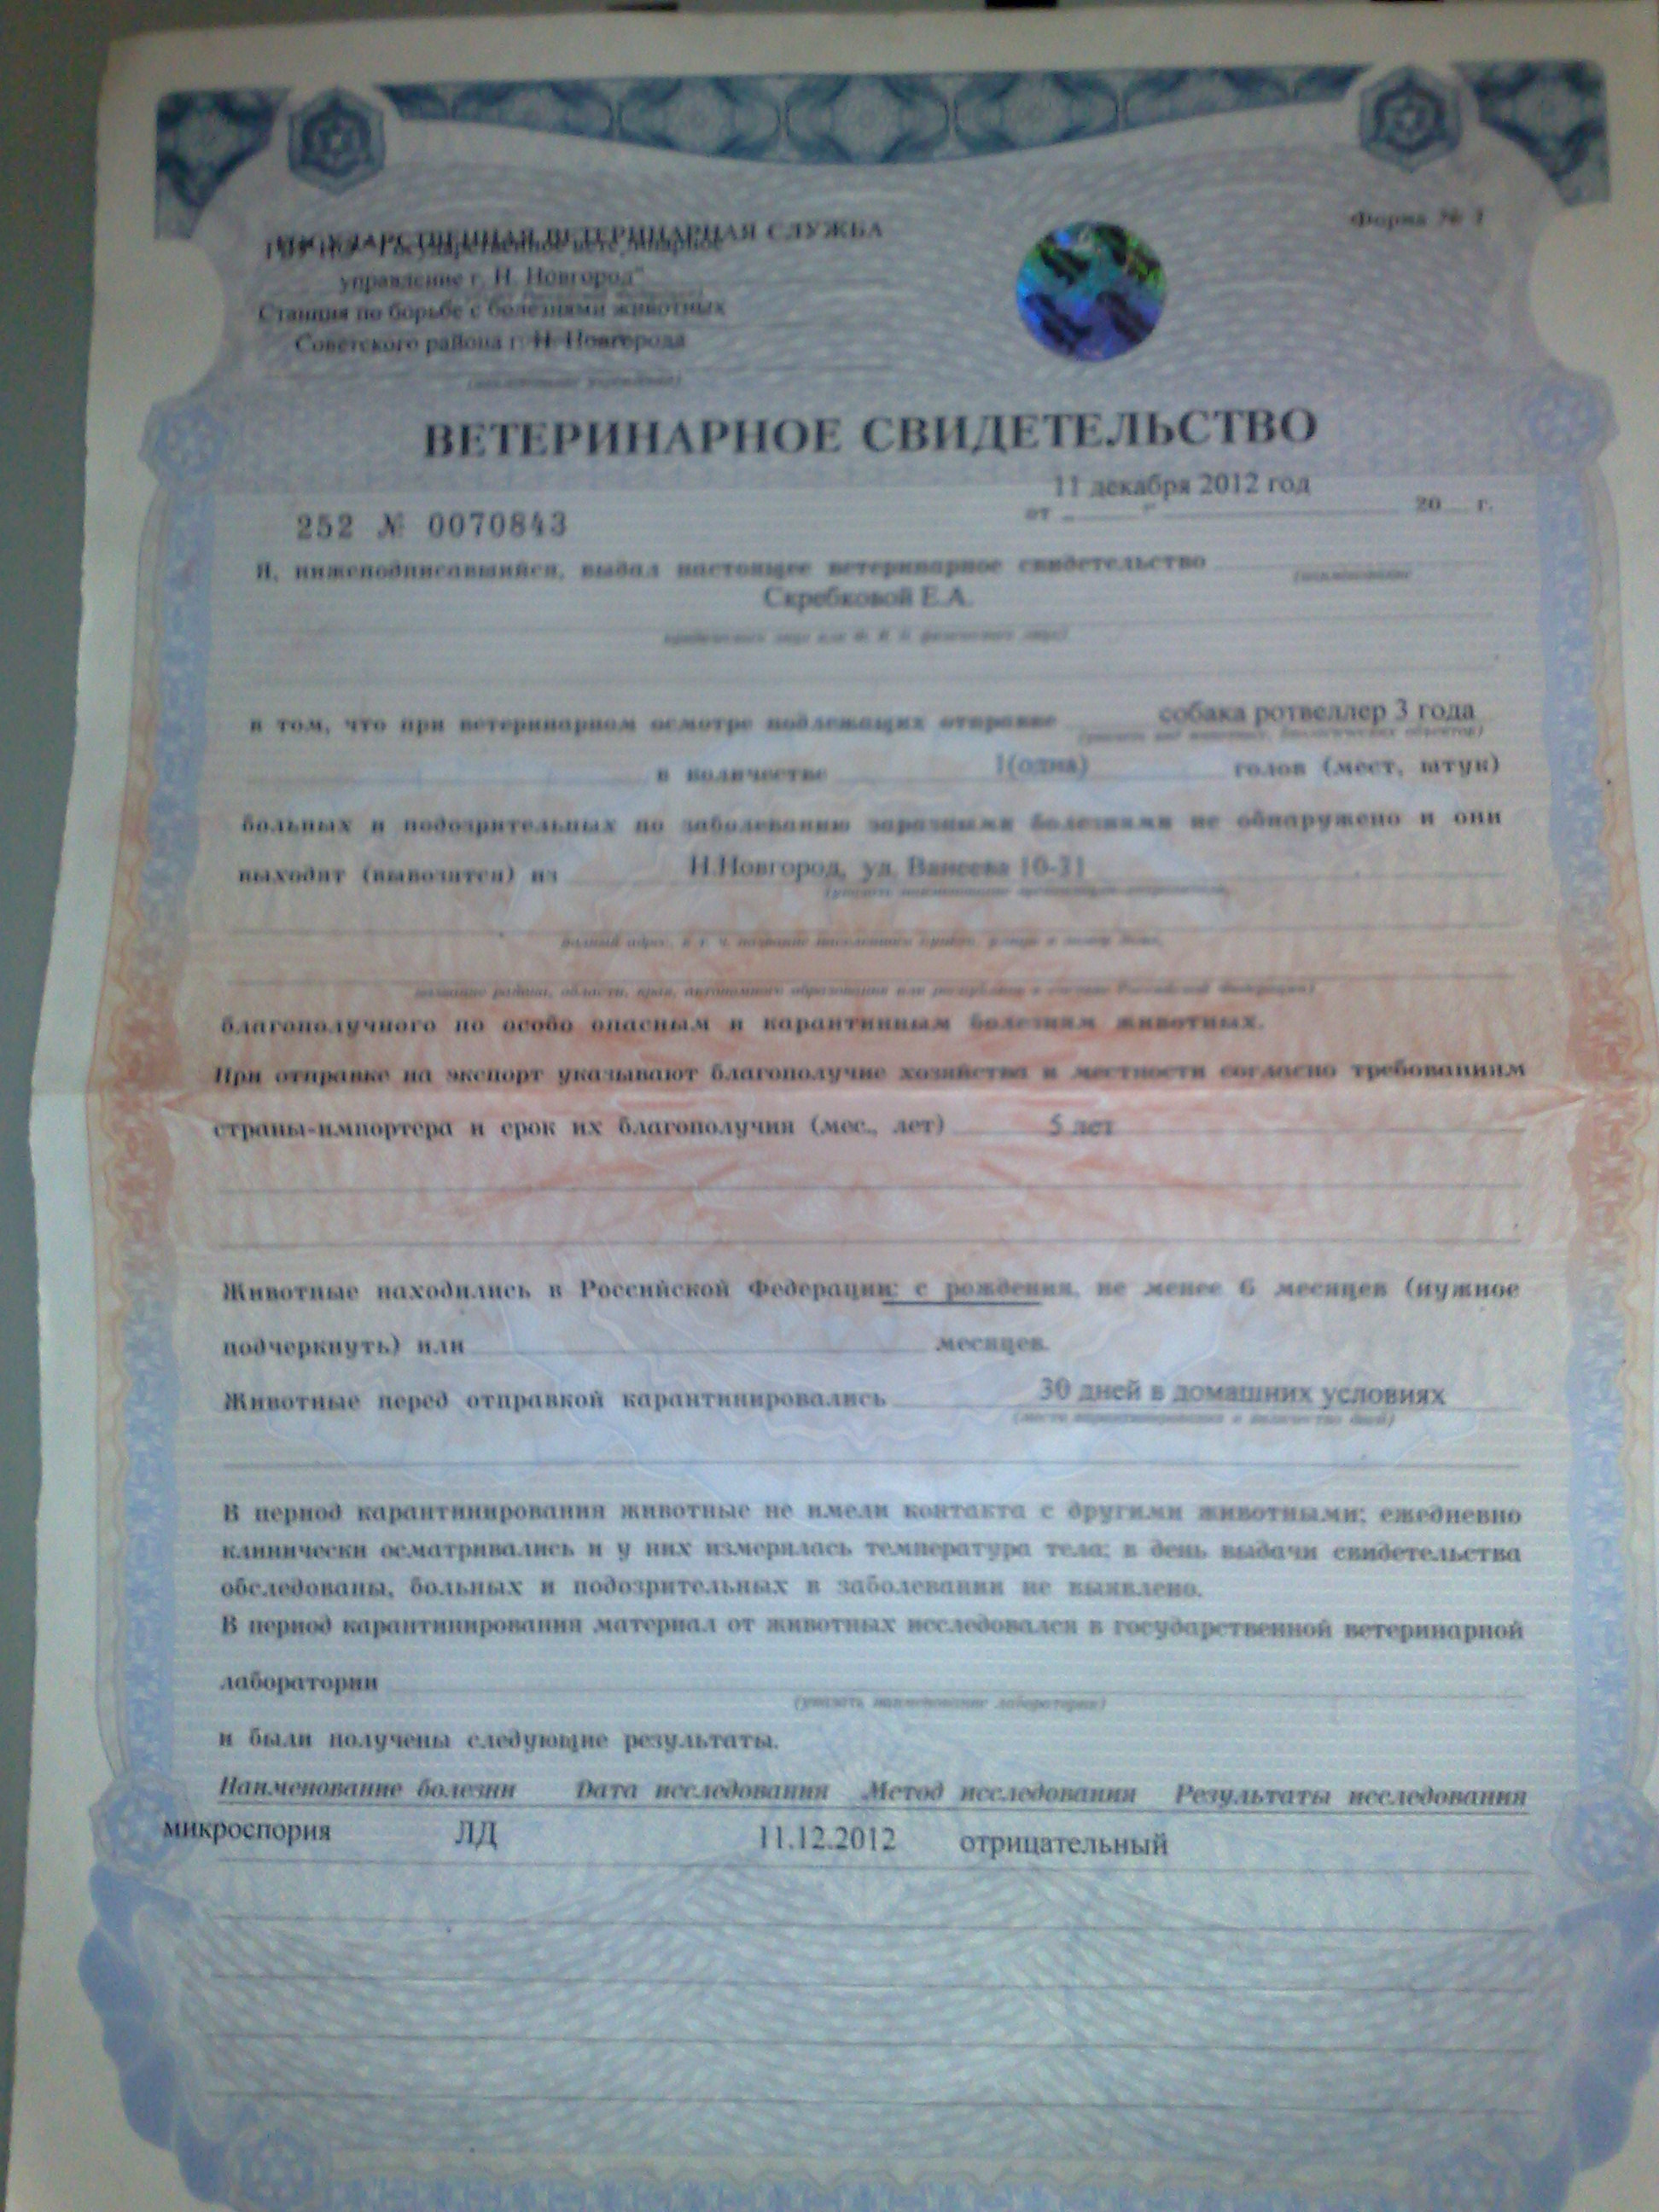 ГОСУДАРСТВЕННАЯ ВЕТЕРИНАРНАЯ СЛУЖБА
Форма № 1
управление г. Н. Новгород"
Станция по борьбе с болезнями животных
Советского района г. Н. Новгорода
ВЕТЕРИНАРНОЕ СВИДЕТЕЛЬСТВО
11 декабря 2012 год
252 № 0070843
от " 20 г.
Я, нижеподписавшийся, выдал настоящее ветеринарное свидетельство
Скребковой Е.А.
в том, что при ветеринарном осмотре подлежащих отправке собака ротвеллер 3 года
в количестве 1(одна) голов (мест, штук)
больных и подозрительных по заболеванию заразными болезнями не обнаружено и они
выходят (вывозятся) из Н.Новгород, ул. Ванеева 10-31
благополучного по особо опасным и карантинным болезням животных.
При отправке на экспорт указывают благополучие хозяйства и местности согласно требованиям
страны-импортера и срок их благополучия (мес., лет) 5 лет
Животные находились в Российской Федерации: с рождения, не менее 6 месяцев (нужное
подчеркнуть) или месяцев.
Животные перед отправкой карантинировались 30 дней в домашних условиях
(место карантинирования и количество дней)
В период карантинирования животные не имели контакта с другими животными; ежедневно
клинически осматривались и у них измерялась температура тела; в день выдачи свидетельства
обследованы, больных и подозрительных в заболевании не выявлено.
В период карантинирования материал от животных исследовался в государственной ветеринарной
лаборатории
(указать наименование лаборатории)
и были получены следующие результаты.
Наименование болезни Дата исследования Метод исследования Результаты исследования
микроспория ЛД 11.12.2012 отрицательный